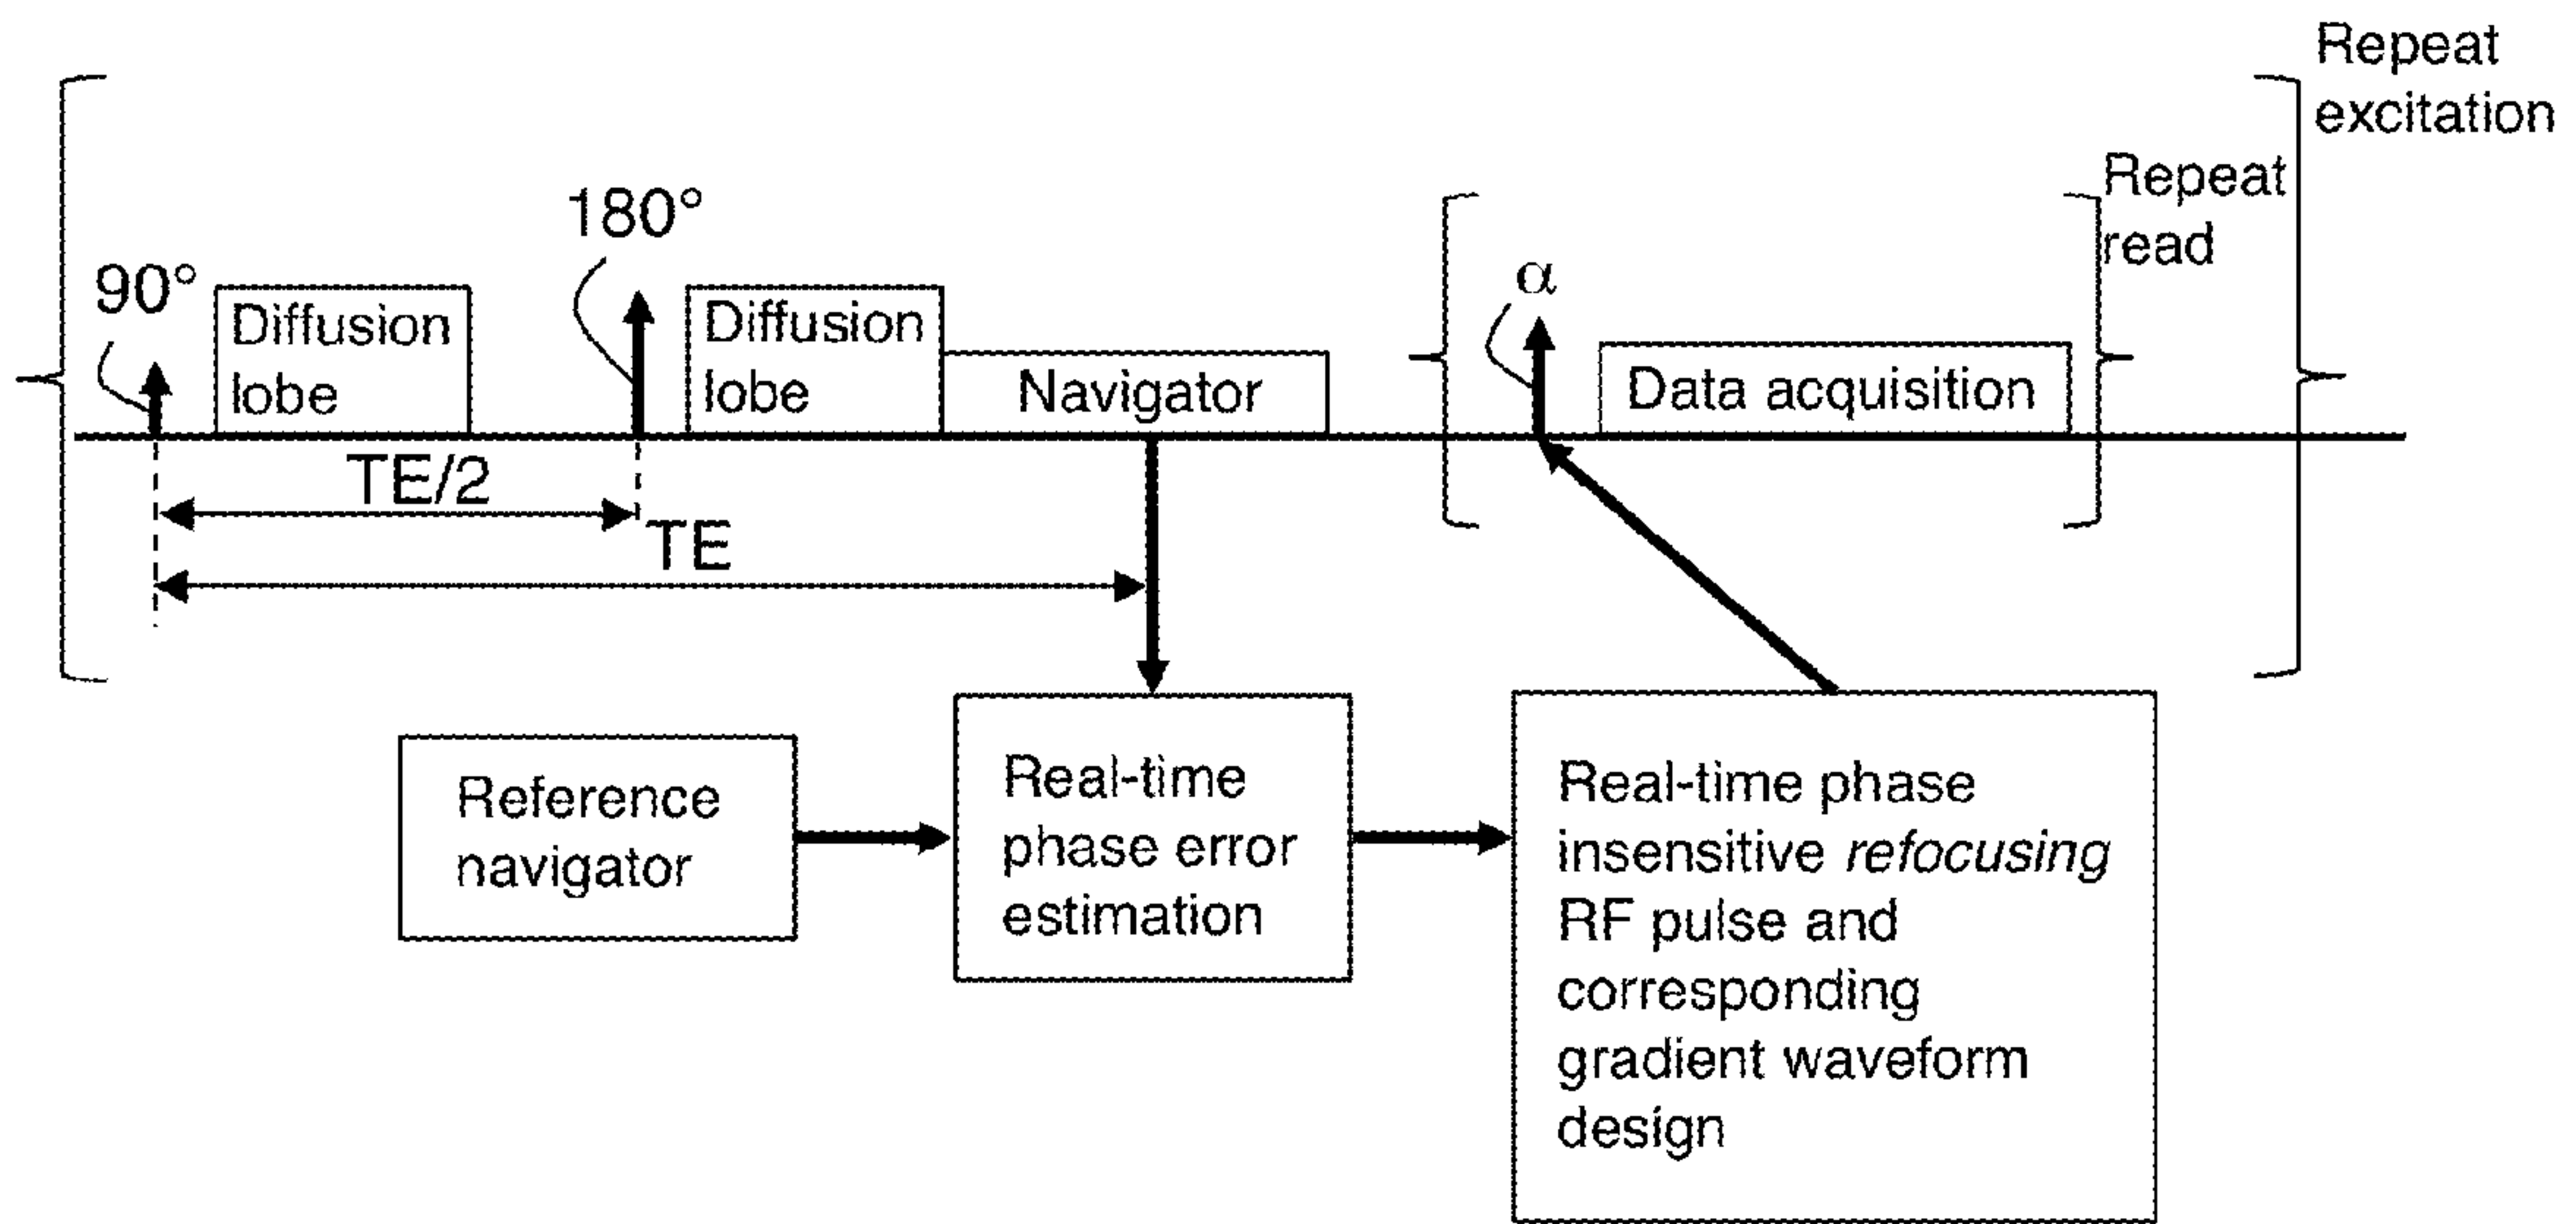 Repeat
excitation
Repeat
read
180°
90°
α
Diffusion
lobe
Diffusion
lobe
Navigator
Data acquisition
TE/2
TE
Reference
navigator
Real-time
phase error
estimation
Real-time phase
insensitive refocusing
RF pulse and
corresponding
gradient waveform
design